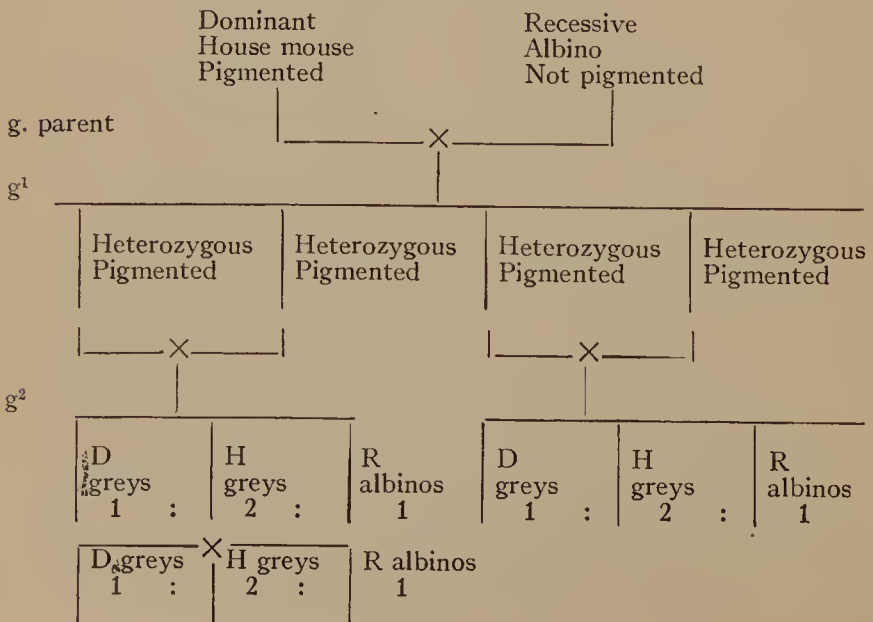 Dominant
House mouse
Pigmented
Recessive
Albino
Not pigmented
g. parent
×
g¹
Heterozygous
Pigmented
Heterozygous
Pigmented
Heterozygous
Pigmented
Heterozygous
Pigmented
×
×
g²
D
greys
1 :
H
greys
2 :
R
albinos
1
D
greys
1 :
H
greys
2 :
R
albinos
1
×
D greys
1 :
H greys
2 :
R albinos
1